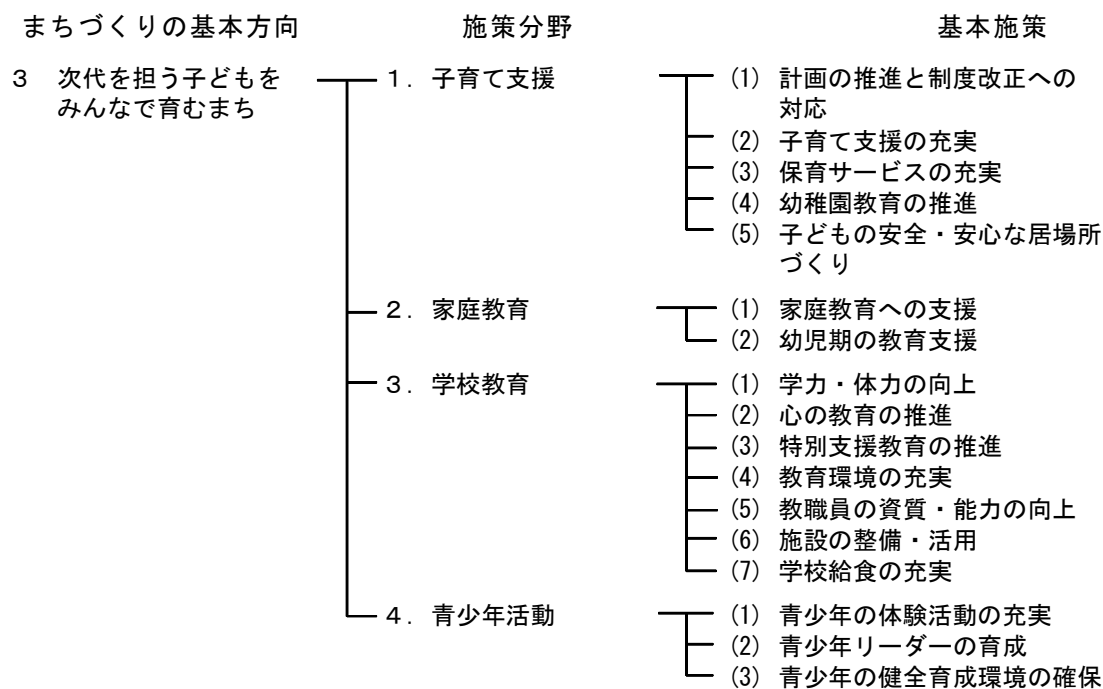 まちづくりの基本方向 施策分野 基本施策
3 次代を担う子どもを 1. 子育て支援 (1) 計画の推進と制度改正への
みんなで育むまち 対応
(2) 子育て支援の充実
(3) 保育サービスの充実
(4) 幼稚園教育の推進
(5) 子どもの安全・安心な居場所
づくり
2. 家庭教育 (1) 家庭教育への支援
(2) 幼児期の教育支援
3. 学校教育 (1) 学力・体力の向上
(2) 心の教育の推進
(3) 特別支援教育の推進
(4) 教育環境の充実
(5) 教職員の資質・能力の向上
(6) 施設の整備・活用
(7) 学校給食の充実
4. 青少年活動 (1) 青少年の体験活動の充実
(2) 青少年リーダーの育成
(3) 青少年の健全育成環境の確保